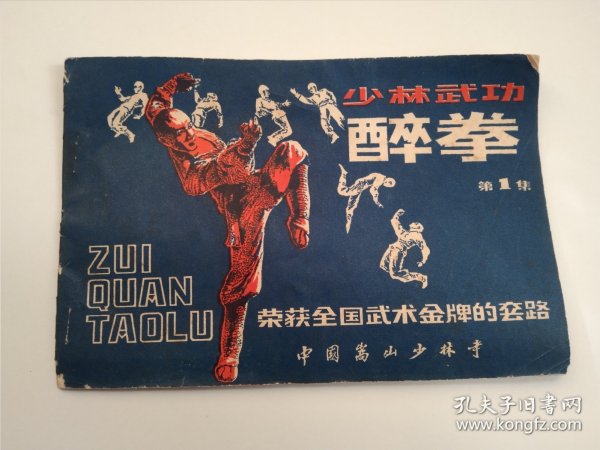 少林武功
醉拳
第1集
ZUI
QUAN
TAOLU
荣获全国武术金牌的套路
中国嵩山少林寺
孔夫子旧书网
www.kongfz.com